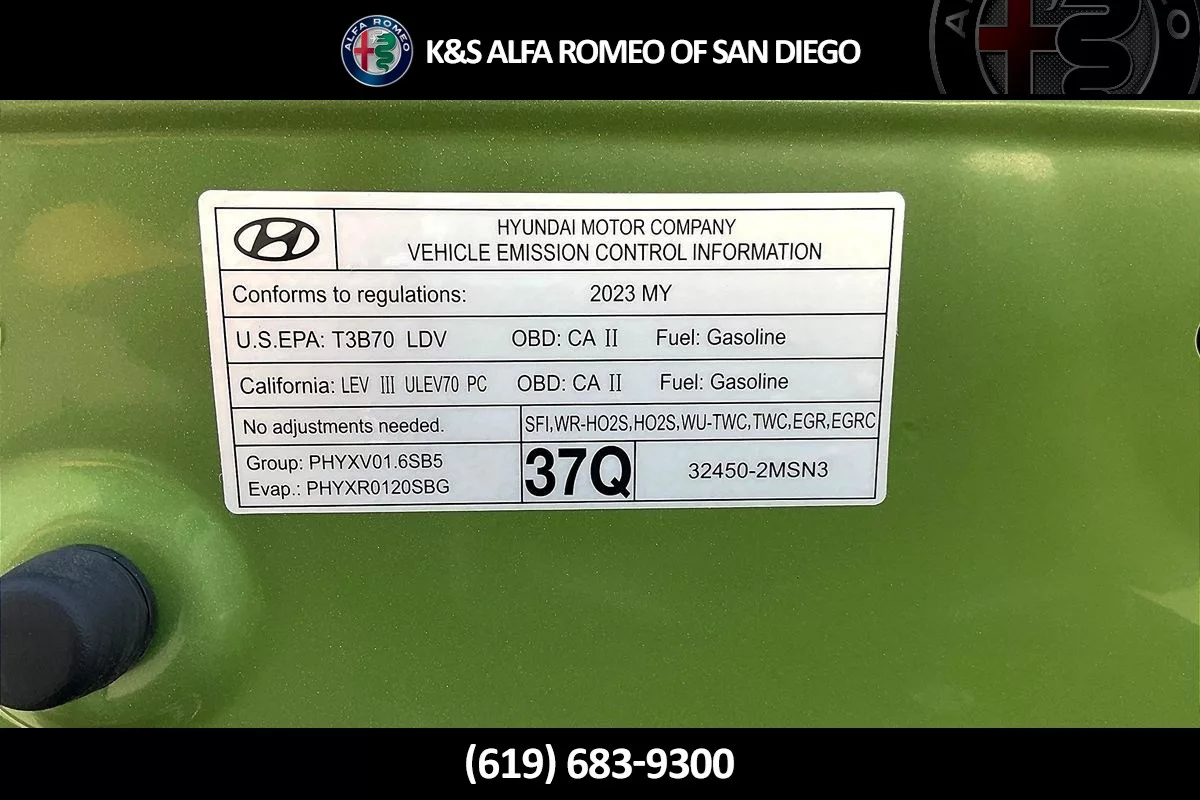 ALFA ROMEO
K&S ALFA ROMEO OF SAN DIEGO
HYUNDAI MOTOR COMPANY
VEHICLE EMISSION CONTROL INFORMATION
Conforms to regulations: 2023 MY
U.S.EPA: T3B70 LDV OBD: CA II Fuel: Gasoline
California: LEV III ULEV70 PC OBD: CA II Fuel: Gasoline
No adjustments needed. SFI,WR-HO2S,HO2S,WU-TWC,TWC,EGR,EGRC
Group: PHYXV01.6SB5
Evap.: PHYXR0120SBG
37Q
32450-2MSN3
(619) 683-9300